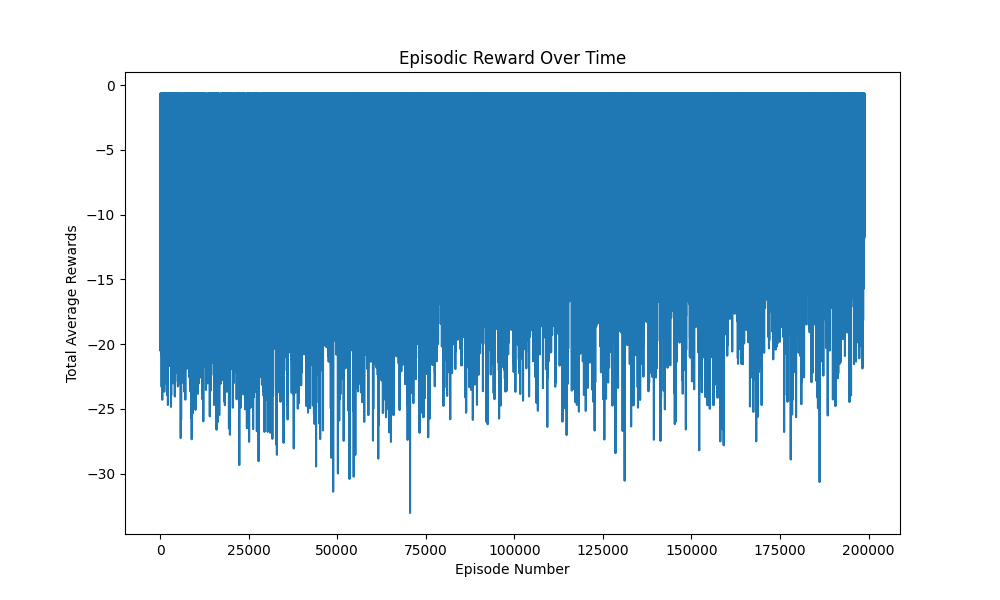 Episodic Reward Over Time
Total Average Rewards
0
−5
−10
−15
−20
−25
−30
0 25000 50000 75000 100000 125000 150000 175000 200000
Episode Number